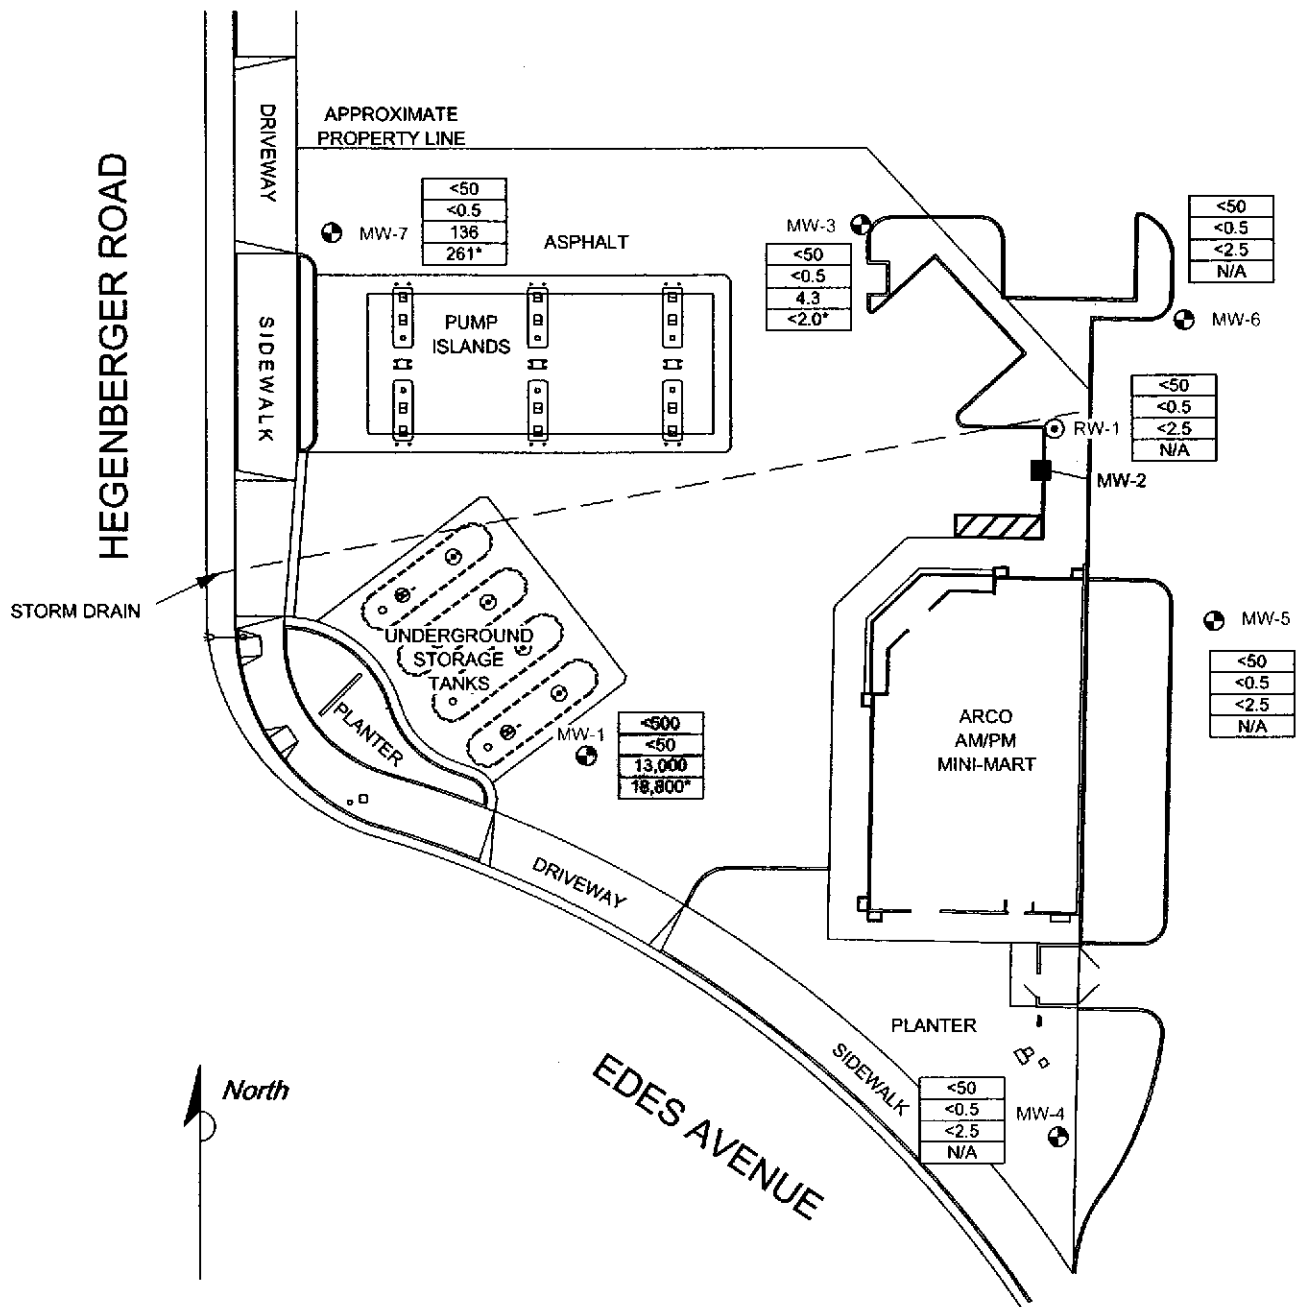 HEGENBERGER ROAD
DRIVEWAY
SIDEWALK
APPROXIMATE
PROPERTY LINE
MW-7
<50
<0.5
136
261*
ASPHALT
PUMP
ISLANDS
MW-3
<50
<0.5
4.3
<2.0*
<50
<0.5
<2.5
N/A
MW-6
RW-1
<50
<0.5
<2.5
N/A
MW-2
STORM DRAIN
UNDERGROUND
STORAGE
TANKS
PLANTER
MW-1
<500
<50
13,000
18,800*
MW-5
<50
<0.5
<2.5
N/A
ARCO
AM/PM
MINI-MART
DRIVEWAY
PLANTER
SIDEWALK
EDES AVENUE
<50
<0.5
<2.5
N/A
MW-4
North